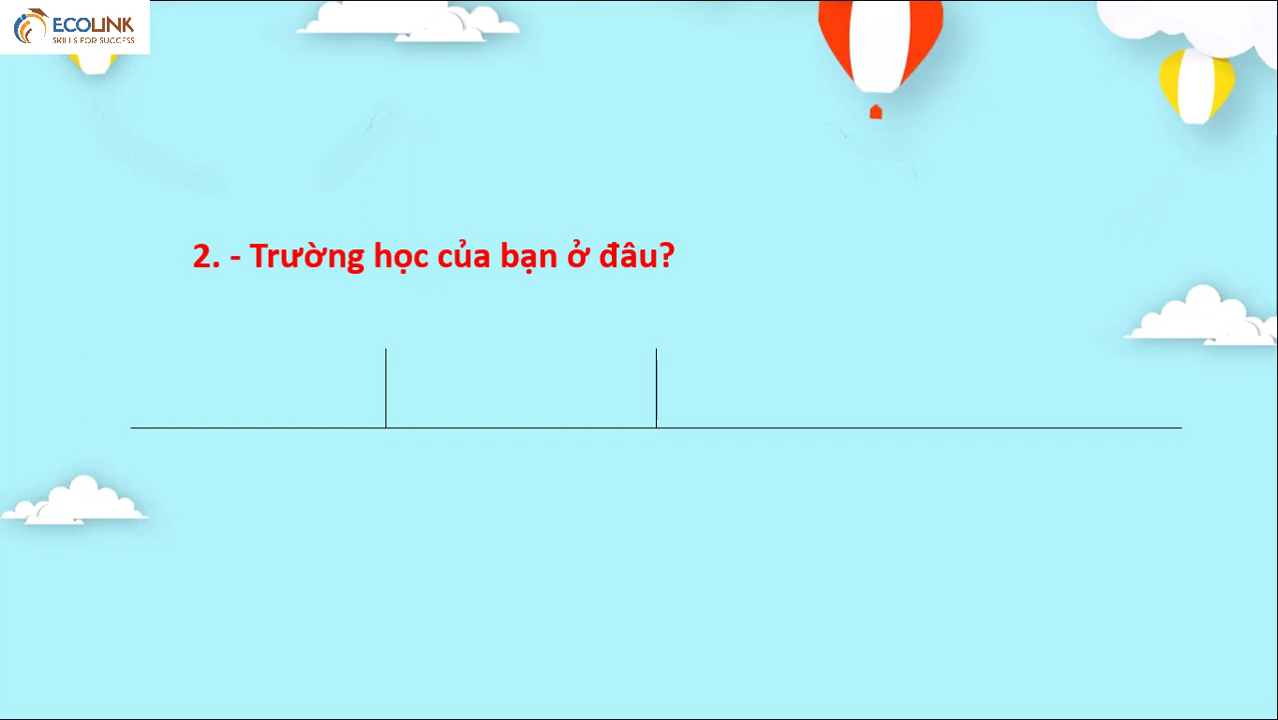 ECOLINK
SKILLS FOR SUCCESS
2. - Trường học của bạn ở đâu?